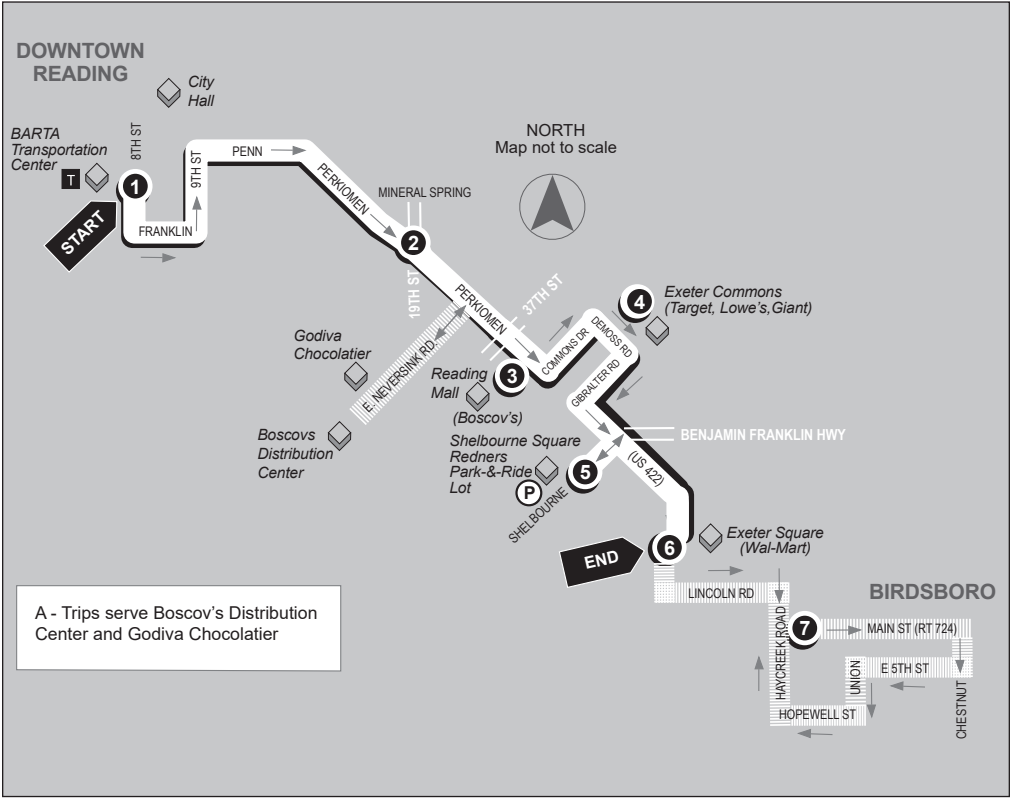 DOWNTOWN
READING
City
Hall
BARTA
Transportation
Center
T
8TH ST
1
START
FRANKLIN
9TH ST
PENN
PERKIOMEN
NORTH
Map not to scale
MINERAL SPRING
2
19TH ST
PERKIOMEN
37TH ST
E. NEVERSINK RD.
Godiva
Chocolatier
Boscovs
Distribution
Center
Reading
Mall
(Boscov's)
3
COMMONS DR
DEMOSS RD
4
Exeter Commons
(Target, Lowe's,Giant)
GIBRALTER RD
BENJAMIN FRANKLIN HWY
(US 422)
Shelbourne Square
Redners
Park-&-Ride
Lot
P
5
SHELBOURNE
END
6
Exeter Square
(Wal-Mart)
LINCOLN RD
BIRDSBORO
HAYCREEK ROAD
7
MAIN ST (RT 724)
E 5TH ST
UNION
CHESTNUT
HOPEWELL ST
A - Trips serve Boscov's Distribution
Center and Godiva Chocolatier